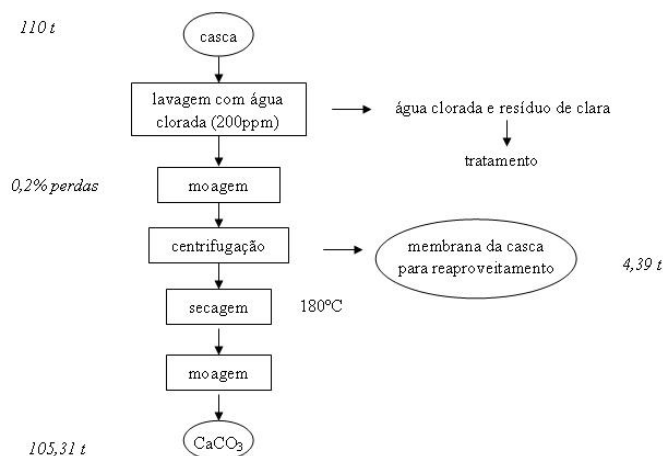 110 t
casca
lavagem com água
clorada (200ppm)
água clorada e resíduo de clara
tratamento
0,2% perdas
moagem
centrifugação
membrana da casca
para reaproveitamento
4,39 t
secagem
180ºC
moagem
105,31 t
CaCO₃